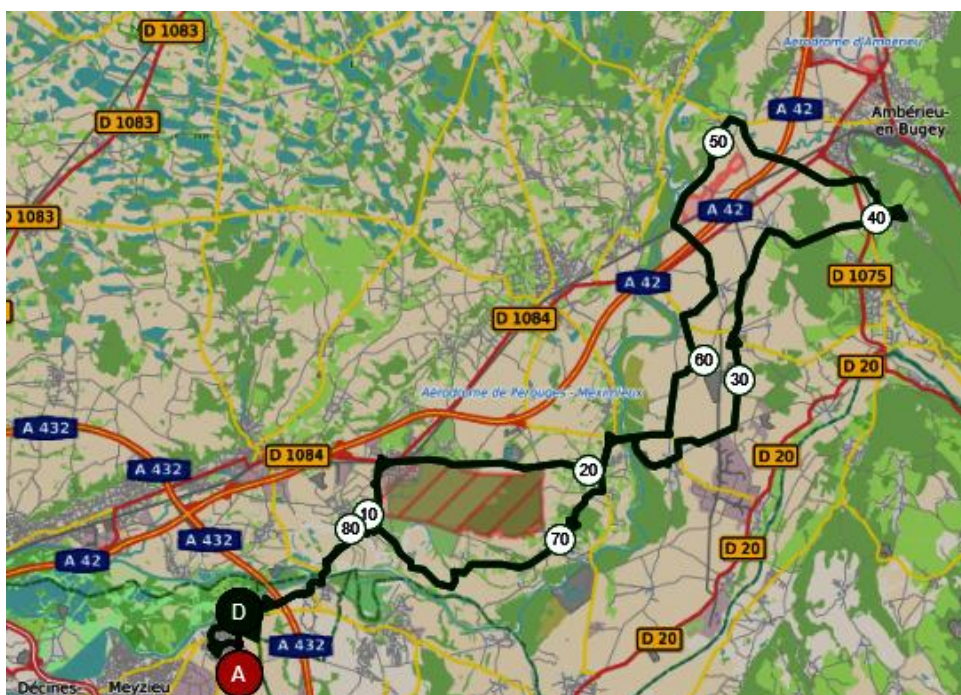 D 1083
Aérodrome d'Ambérieu
D 1083
A 42
Ambérieu-
en Bugey
50
D 1083
A 42
40
A 42
D 1075
D 1084
60
D 20
30
Aérodrome de Pérouges - Meximieux
A 432
D 1084
D 20
A 432
20
10
80
A 432
70
D 20
A 42
D
D 20
A 432
A
Décines-
Meyzieu